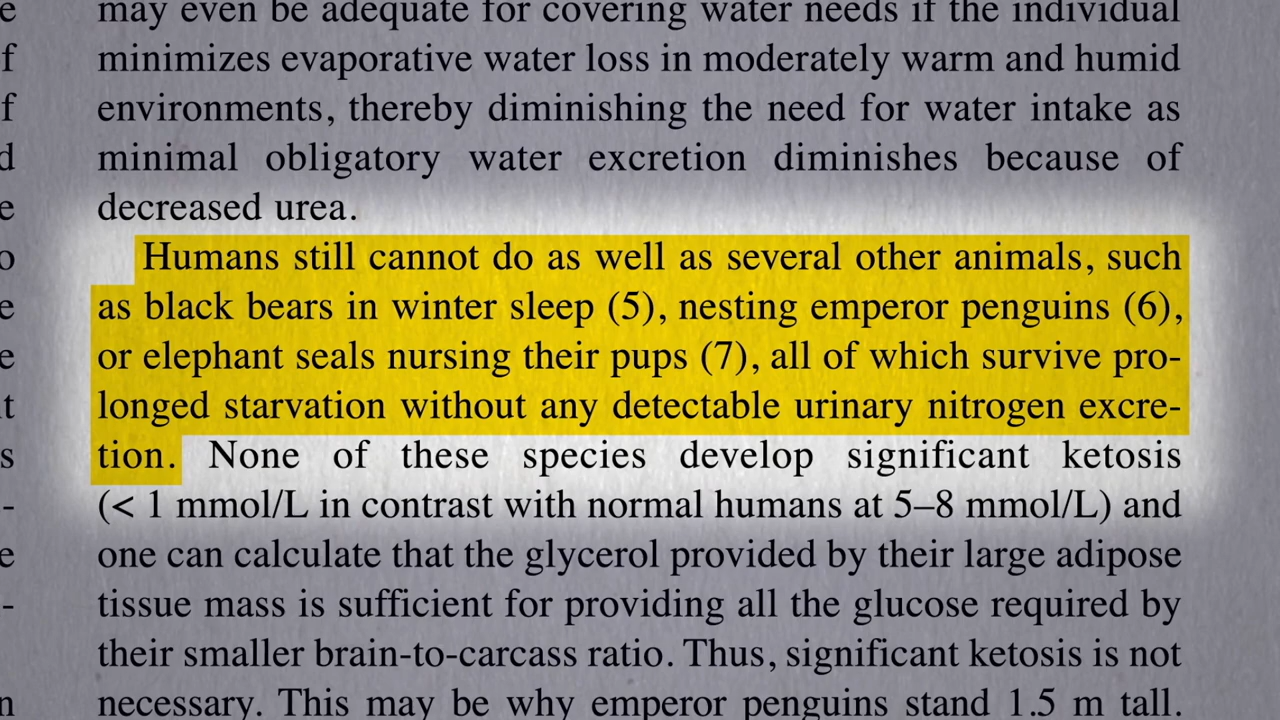 may even be adequate for covering water needs if the individual
minimizes evaporative water loss in moderately warm and humid
environments, thereby diminishing the need for water intake as
minimal obligatory water excretion diminishes because of
decreased urea.
Humans still cannot do as well as several other animals, such
as black bears in winter sleep (5), nesting emperor penguins (6),
or elephant seals nursing their pups (7), all of which survive pro-
longed starvation without any detectable urinary nitrogen excre-
tion. None of these species develop significant ketosis
(< 1 mmol/L in contrast with normal humans at 5–8 mmol/L) and
one can calculate that the glycerol provided by their large adipose
tissue mass is sufficient for providing all the glucose required by
their smaller brain-to-carcass ratio. Thus, significant ketosis is not
necessary. This may be why emperor penguins stand 1.5 m tall.